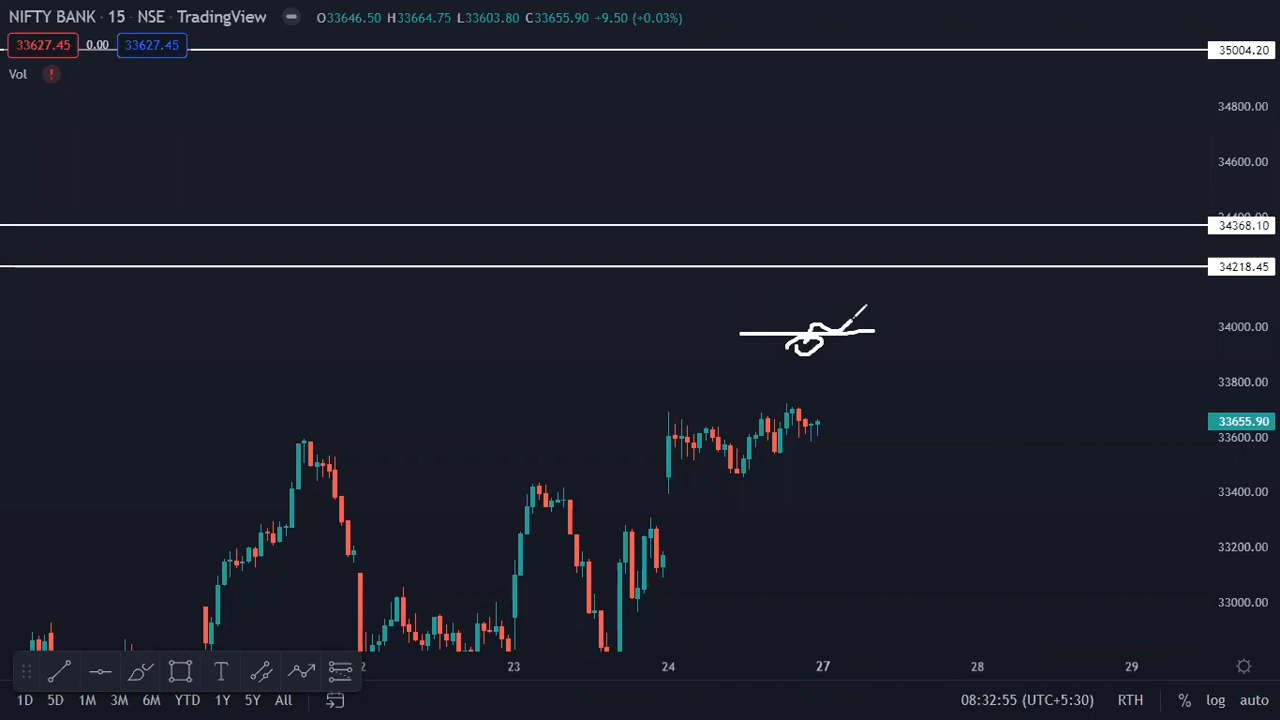 NIFTY BANK · 15 · NSE · TradingView O33646.50 H33664.75 L33603.80 C33655.90 +9.50 (+0.03%)
33627.45 0.00 33627.45
35004.20
Vol
34800.00
34600.00
34368.10
34218.45
34000.00
33800.00
33655.90
33600.00
33400.00
33200.00
33000.00
2 23 24 27 28 29
1D 5D 1M 3M 6M YTD 1Y 5Y All 08:32:55 (UTC+5:30) RTH % log auto